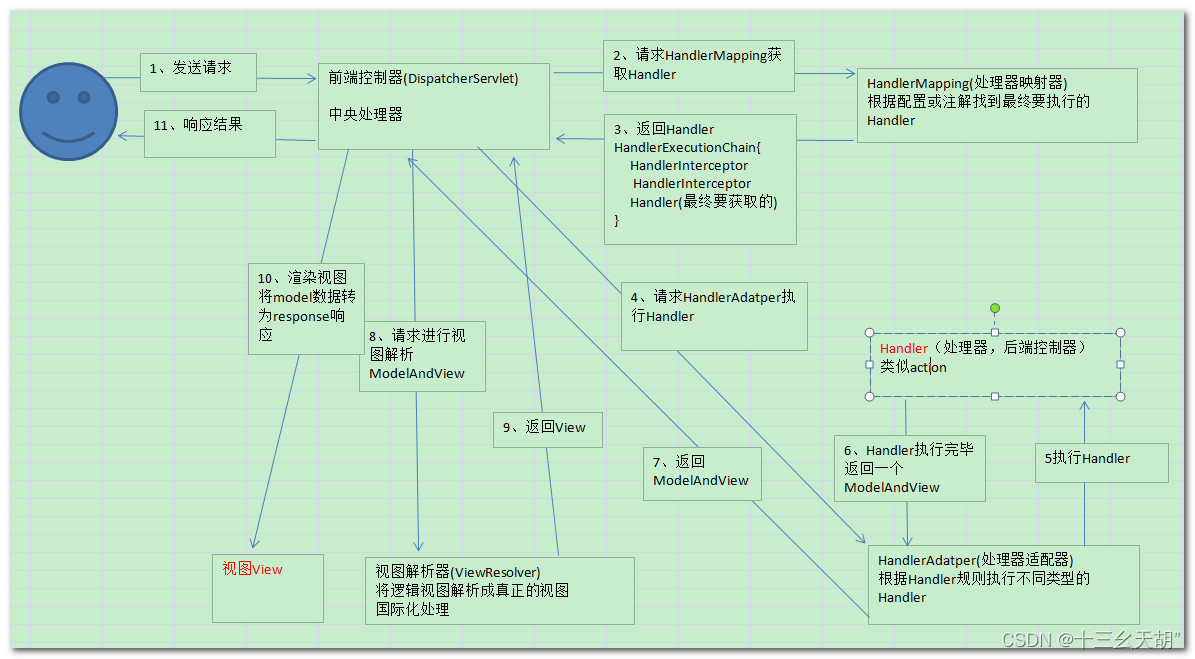 1、发送请求
前端控制器(DispatcherServlet)
中央处理器
2、请求HandlerMapping获
取Handler
HandlerMapping(处理器映射器)
根据配置或注解找到最终要执行的
Handler
11、响应结果
3、返回Handler
HandlerExecutionChain{
HandlerInterceptor
HandlerInterceptor
Handler(最终要获取的)
}
10、渲染视图
将model数据转
为response响
应
8、请求进行视
图解析
ModelAndView
4、请求HandlerAdatper执
行Handler
Handler（处理器，后端控制器）
类似action
9、返回View
7、返回
ModelAndView
6、Handler执行完毕
返回一个
ModelAndView
5执行Handler
视图View
视图解析器(ViewResolver)
将逻辑视图解析成真正的视图
国际化处理
HandlerAdatper(处理器适配器)
根据Handler规则执行不同类型的
Handler
CSDN @十三幺天胡”